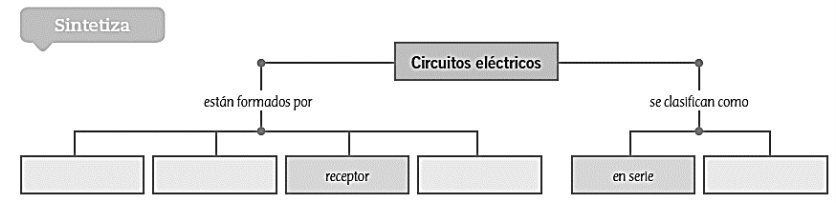 Sintetiza
Circuitos eléctricos
están formados por
se clasifican como
receptor
en serie